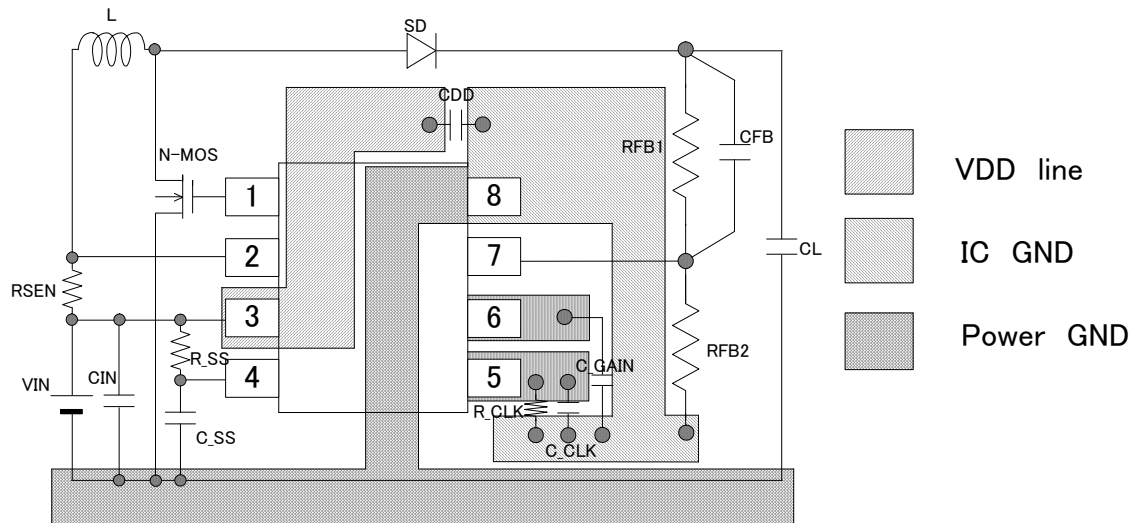 L
SD
CDD
N-MOS
RFB1
CFB
VDD line
1
8
2
7
CL
IC GND
RSEN
3
6
R_SS
RFB2
Power GND
4
5
C_GAIN
VIN
CIN
R_CLK
C_SS
C_CLK